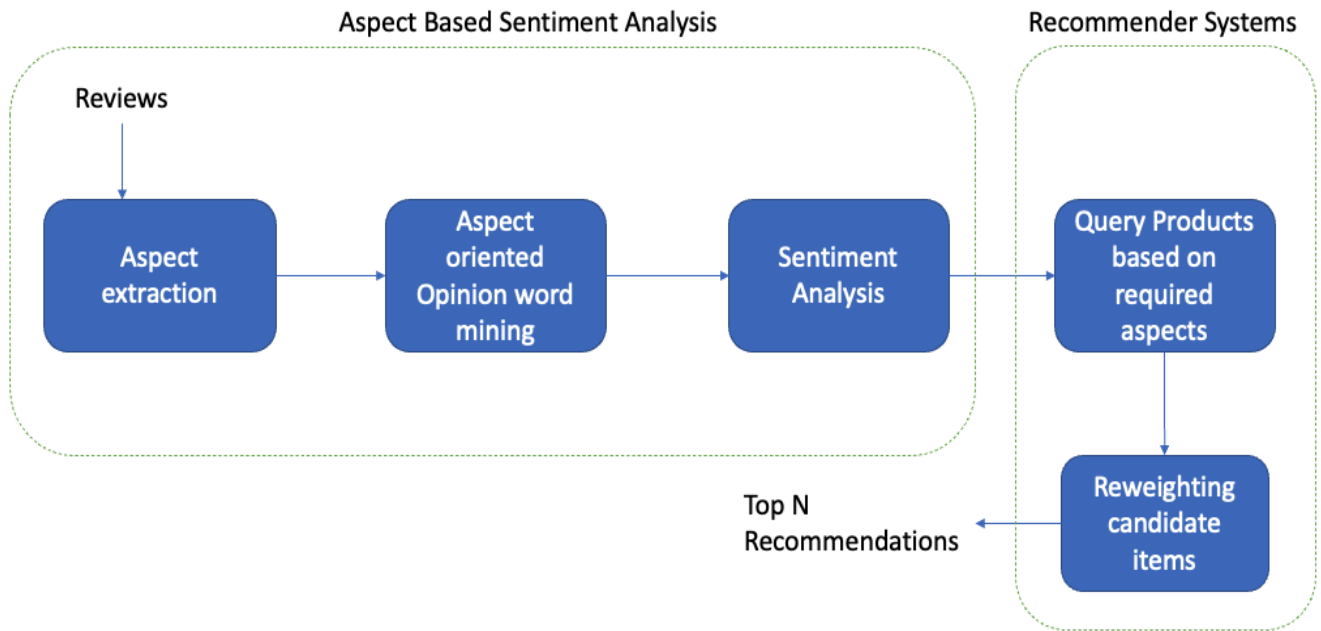 Aspect Based Sentiment Analysis
Recommender Systems
Reviews
Aspect
extraction
Aspect
oriented
Opinion word
mining
Sentiment
Analysis
Query Products
based on
required
aspects
Reweighting
candidate
items
Top N
Recommendations